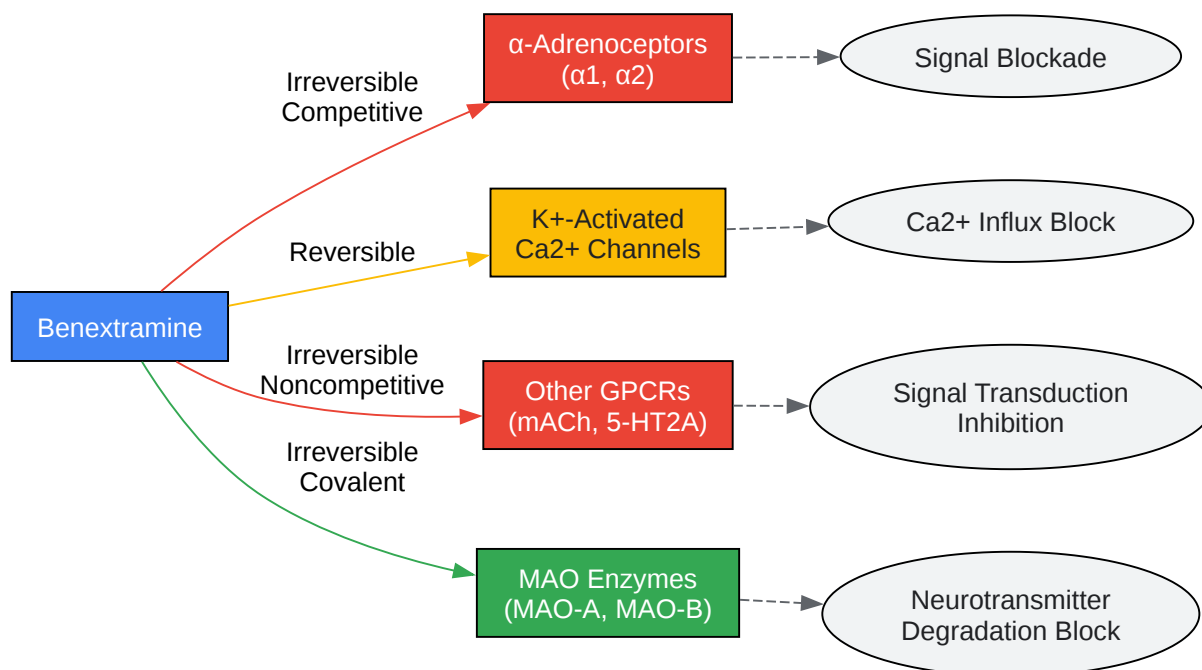 α-Adrenoceptors
(α1, α2)
Signal Blockade
Irreversible
Competitive
K+-Activated
Ca2+ Channels
Ca2+ Influx Block
Reversible
Benextramine
Irreversible
Noncompetitive
Other GPCRs
(mACh, 5-HT2A)
Signal Transduction
Inhibition
Irreversible
Covalent
MAO Enzymes
(MAO-A, MAO-B)
Neurotransmitter
Degradation Block